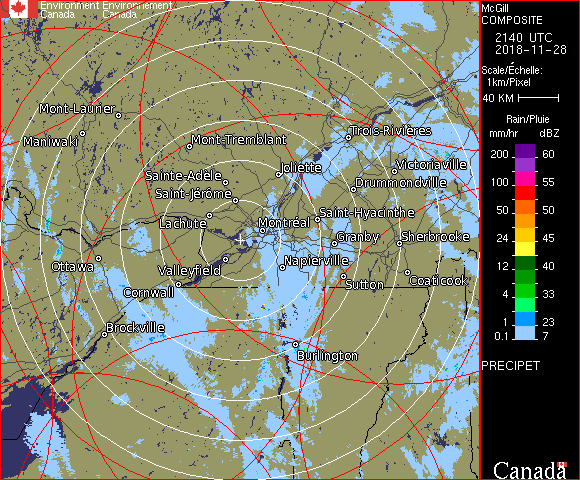 Environment Environnement
Canada Canada
McGill
COMPOSITE
2140 UTC
2018-11-28
Scale/Échelle:
1km/Pixel
40 KM
Rain/Pluie
mm/hr dBZ
200 60
100 55
50 50
24 45
12 40
4 33
2 23
0.1 7
PRECIPET
Canada
Mont-Laurier
Maniwaki
Mont-Tremblant
Trois-Rivières
Joliette
Victoriaville
Sainte-Adèle
Drummondville
Saint-Jérôme
Lachute
Saint-Hyacinthe
Montréal
Granby
Sherbrooke
Ottawa
Valleyfield
Napierville
Cornwall
Sutton
Coaticook
Brockville
Burlington